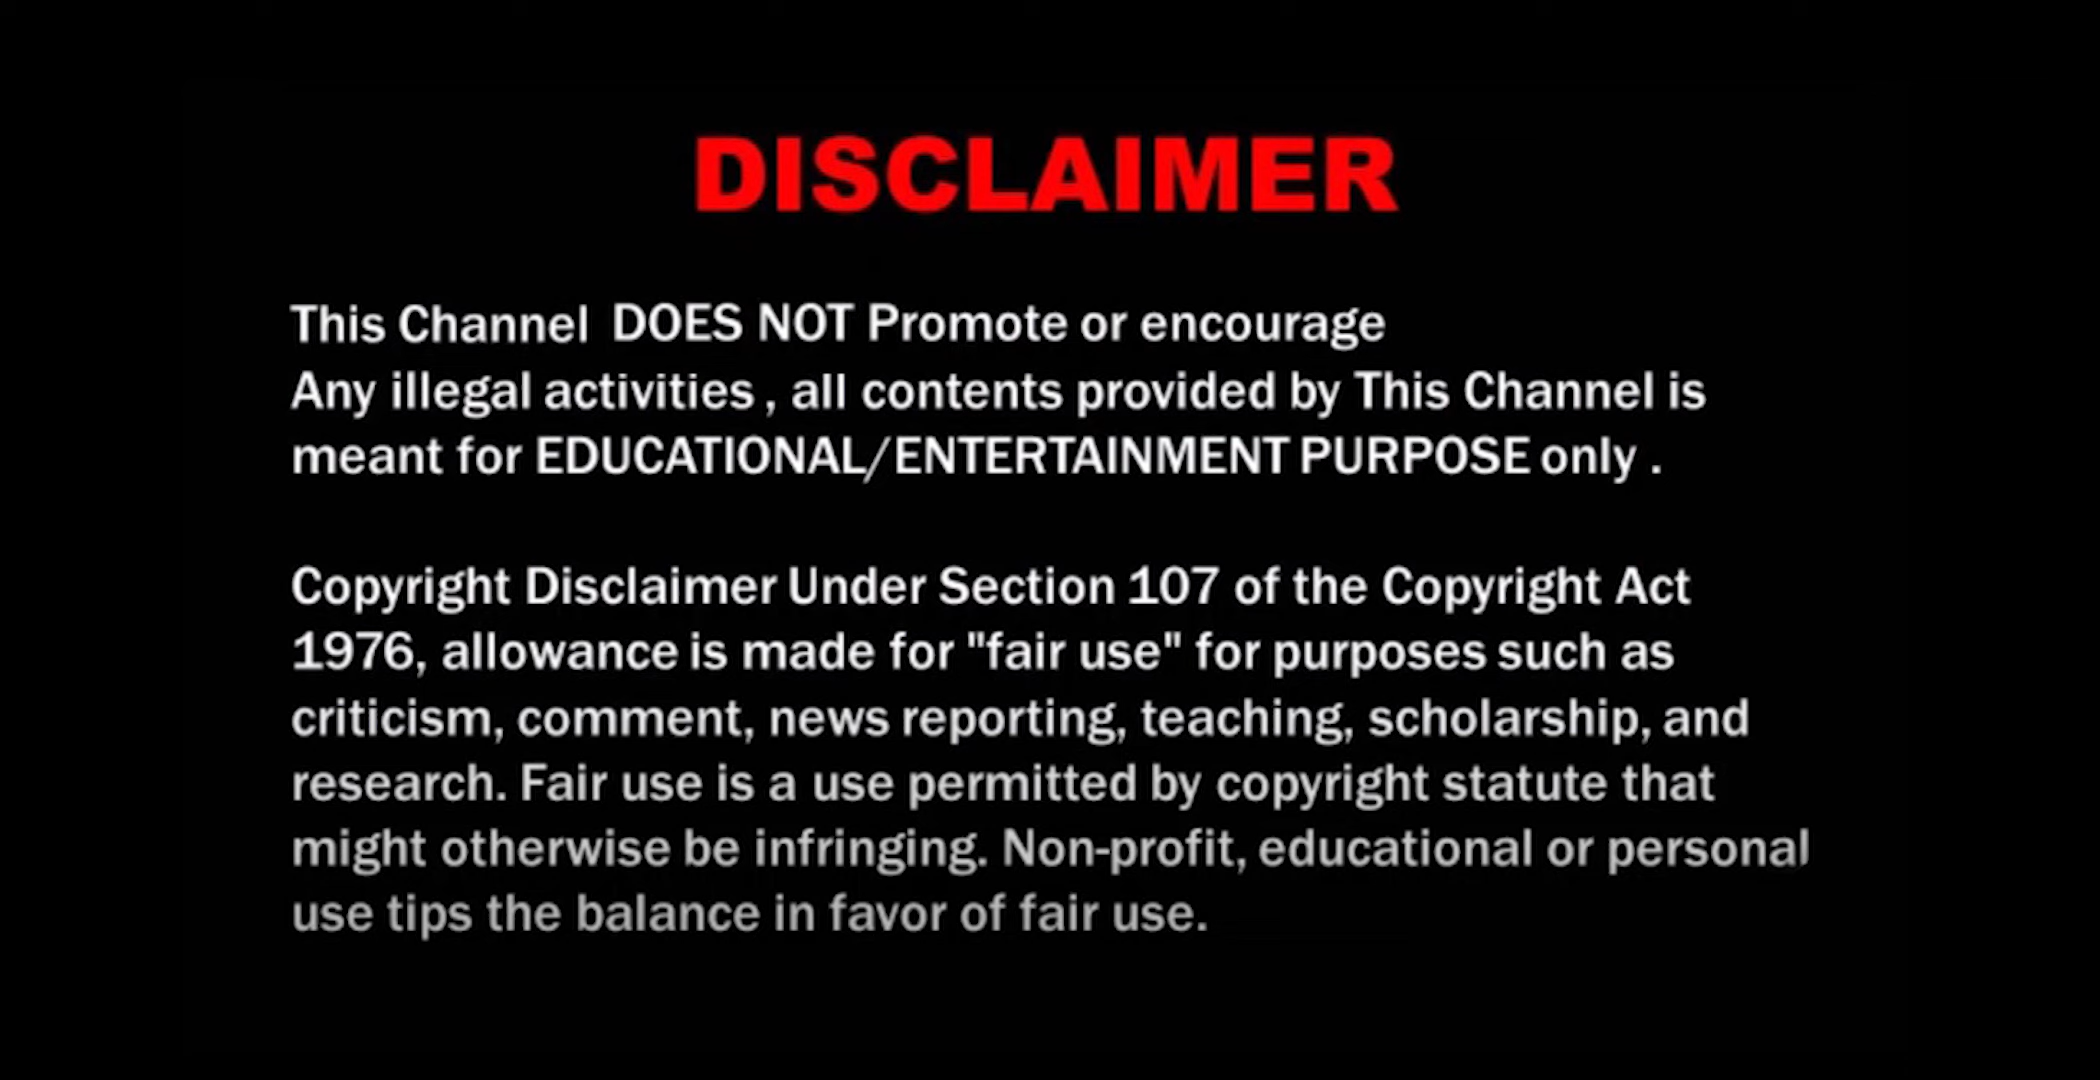 DISCLAIMER
This Channel DOES NOT Promote or encourage
Any illegal activities , all contents provided by This Channel is
meant for EDUCATIONAL/ENTERTAINMENT PURPOSE only .
Copyright Disclaimer Under Section 107 of the Copyright Act
1976, allowance is made for "fair use" for purposes such as
criticism, comment, news reporting, teaching, scholarship, and
research. Fair use is a use permitted by copyright statute that
might otherwise be infringing. Non-profit, educational or personal
use tips the balance in favor of fair use.